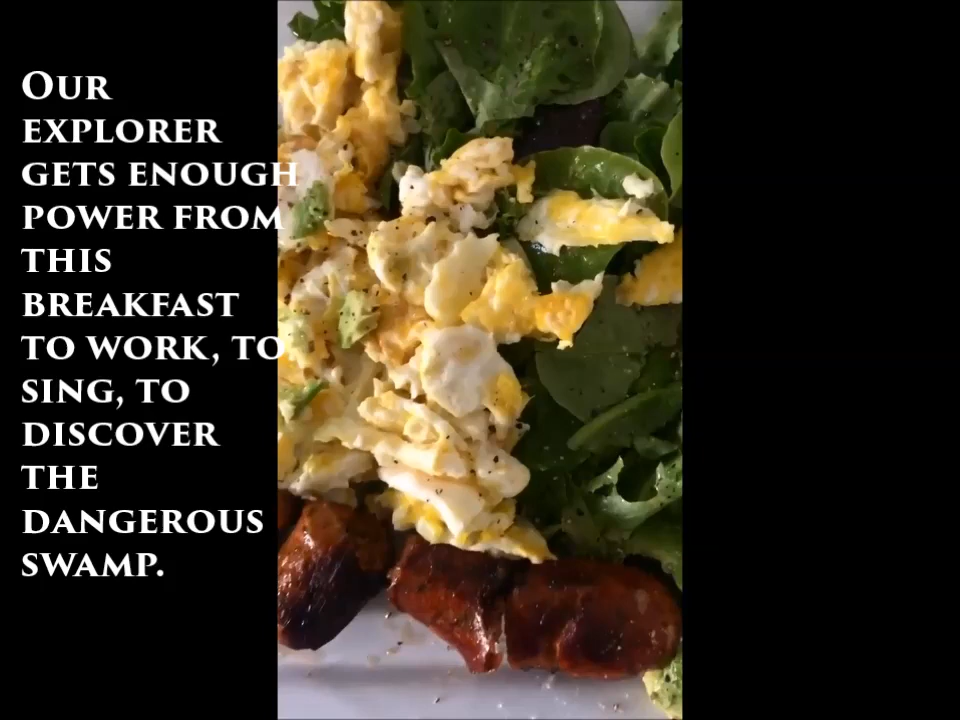 Our
explorer
gets enough
power from
this
breakfast
to work, to
sing, to
discover
the
dangerous
swamp.